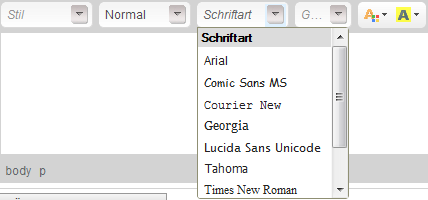 Stil Normal Schriftart G... A
Schriftart
Arial
Comic Sans MS
Courier New
Georgia
Lucida Sans Unicode
Tahoma
Times New Roman
body p